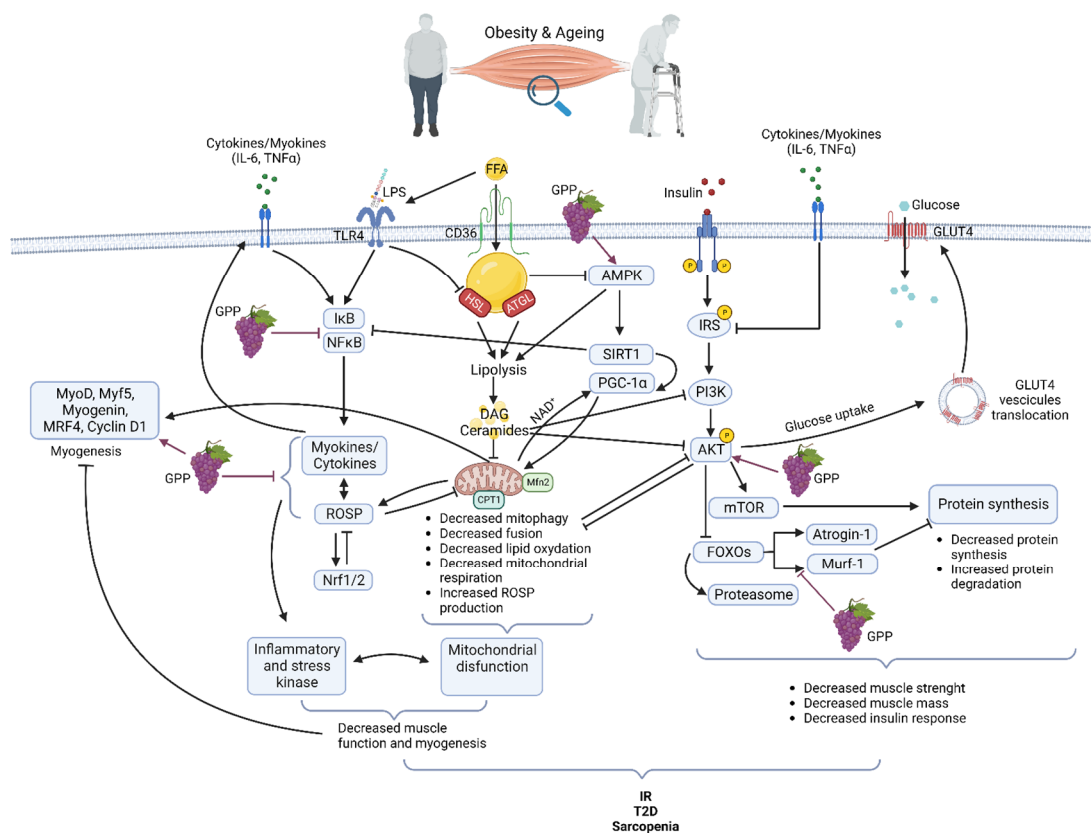 Obesity & Ageing
Cytokines/Myokines
(IL-6, TNFα)
LPS
TLR4
FFA
CD36
GPP
Insulin
Cytokines/Myokines
(IL-6, TNFα)
Glucose
GLUT4
P
P
AMPK
HSL
ATGL
GPP
IκB
NFκB
P
IRS
SIRT1
Lipolysis
PGC-1α
PI3K
GLUT4
vescicules
translocation
MyoD, Myf5,
Myogenin,
MRF4, Cyclin D1
Myogenesis
NAD⁺
DAG
Ceramides
Glucose uptake
P
AKT
Myokines/
Cytokines
GPP
Mfn2
CPT1
GPP
ROSP
mTOR
Protein synthesis
Decreased mitophagy
Decreased fusion
Decreased lipid oxydation
Decreased mitochondrial
respiration
Increased ROSP
production
Nrf1/2
FOXOs
Atrogin-1
Murf-1
Decreased protein
synthesis
Increased protein
degradation
Proteasome
GPP
Inflammatory
and stress
kinase
Mitochondrial
disfunction
Decreased muscle strenght
Decreased muscle mass
Decreased insulin response
Decreased muscle
function and myogenesis
IR
T2D
Sarcopenia